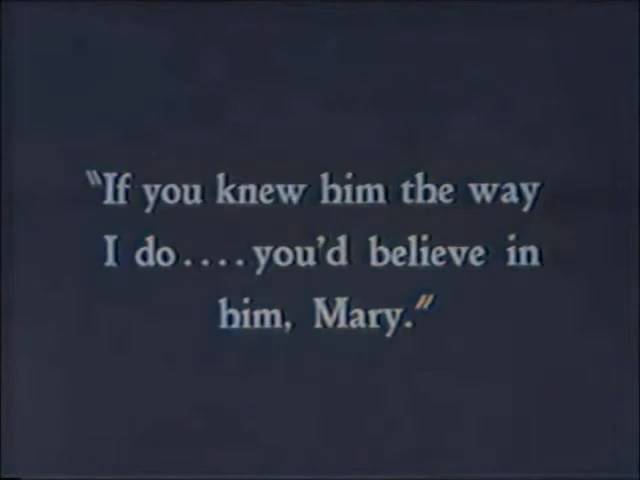 "If you knew him the way
I do....you'd believe in
him, Mary."